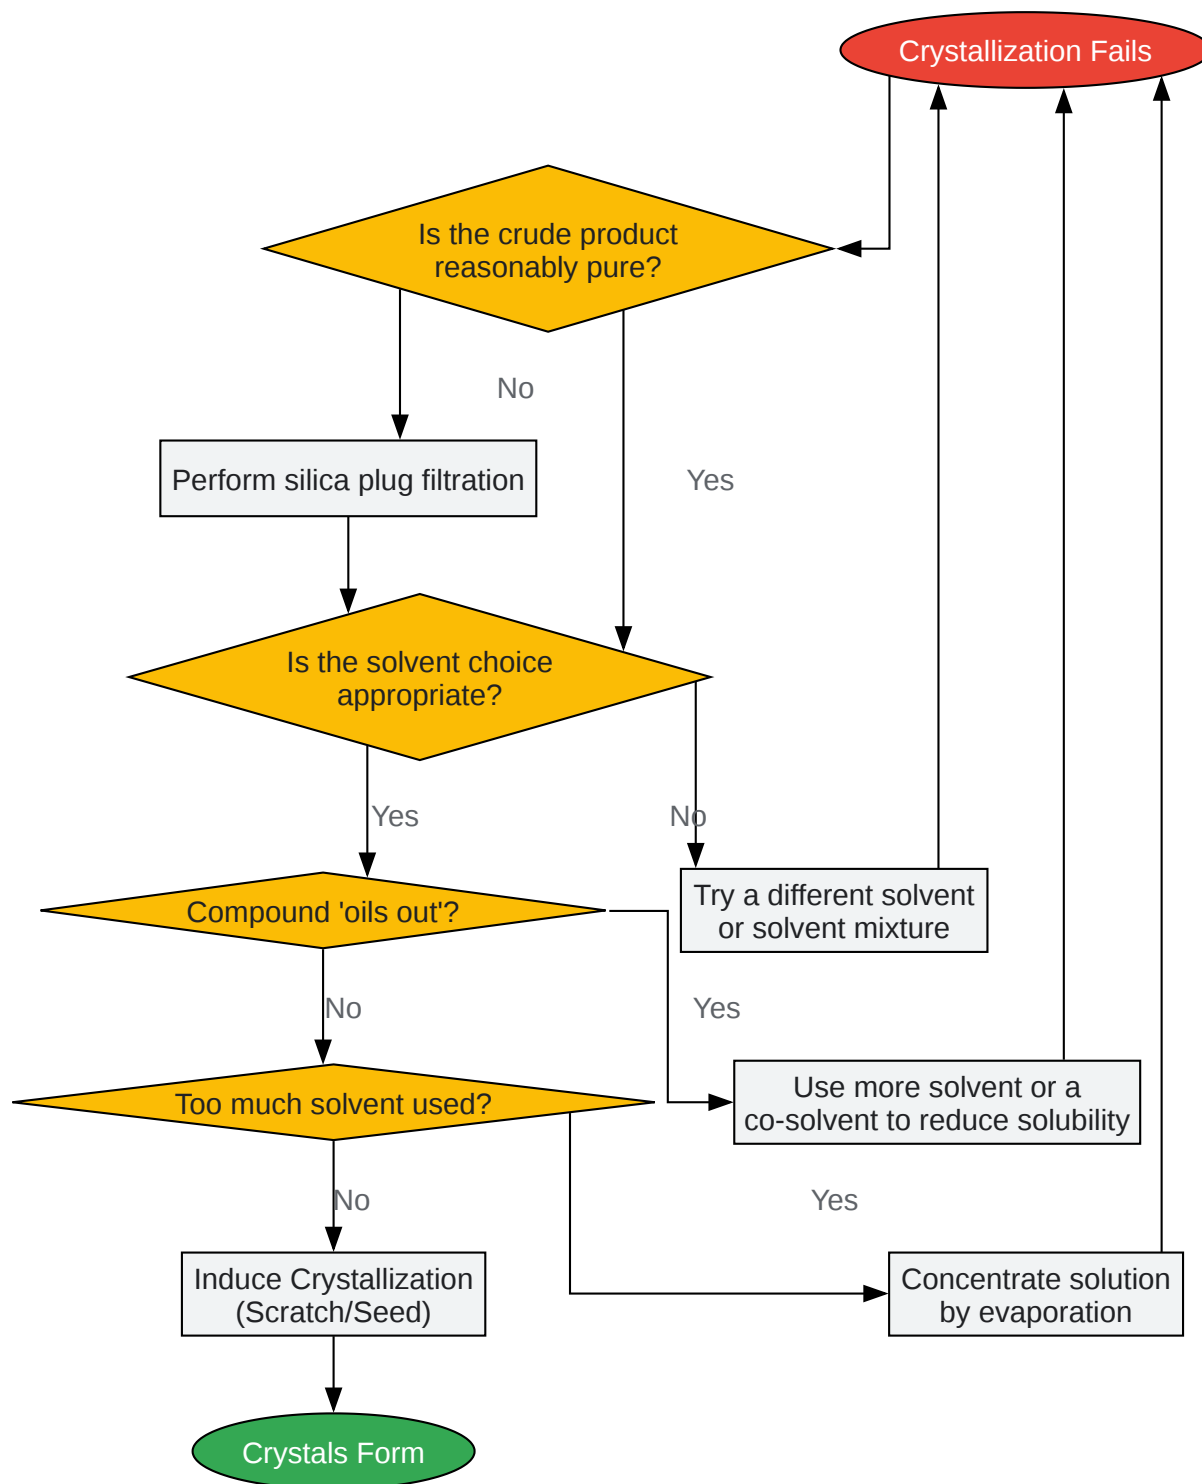 Crystallization Fails
Is the crude product
reasonably pure?
No
Perform silica plug filtration
Yes
Is the solvent choice
appropriate?
Yes
No
Try a different solvent
or solvent mixture
Compound 'oils out'?
No
Yes
Use more solvent or a
co-solvent to reduce solubility
Too much solvent used?
No
Yes
Induce Crystallization
(Scratch/Seed)
Concentrate solution
by evaporation
Crystals Form